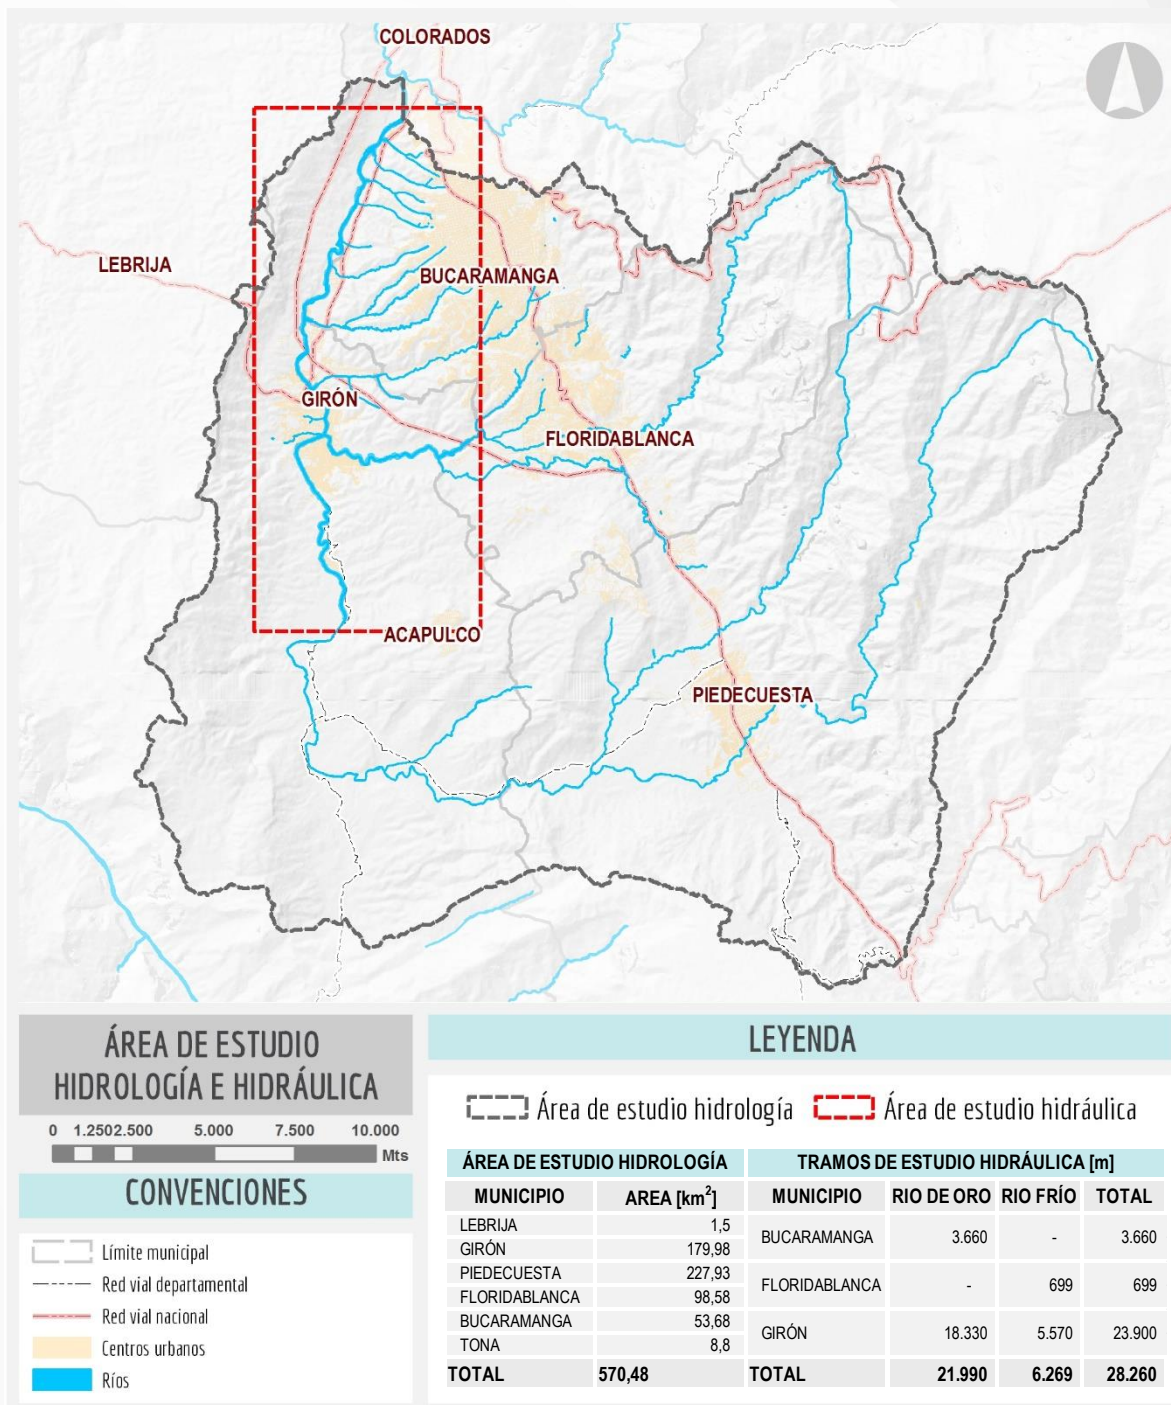 COLORADOS
LEBRIJA
BUCARAMANGA
GIRÓN
FLORIDABLANCA
ACAPULCO
PIEDECUESTA
ÁREA DE ESTUDIO
HIDROLOGÍA E HIDRÁULICA
0 1.250 2.500 5.000 7.500 10.000
Mts
CONVENCIONES
Límite municipal
Red vial departamental
Red vial nacional
Centros urbanos
Ríos
LEYENDA
Área de estudio hidrología Área de estudio hidráulica
ÁREA DE ESTUDIO HIDROLOGÍA
MUNICIPIO AREA [km²]
LEBRIJA 1,5
GIRÓN 179,98
PIEDECUESTA 227,93
FLORIDABLANCA 98,58
BUCARAMANGA 53,68
TONA 8,8
TOTAL 570,48
TRAMOS DE ESTUDIO HIDRÁULICA [m]
MUNICIPIO RIO DE ORO RIO FRÍO TOTAL
BUCARAMANGA 3.660 - 3.660
FLORIDABLANCA - 699 699
GIRÓN 18.330 5.570 23.900
TOTAL 21.990 6.269 28.260